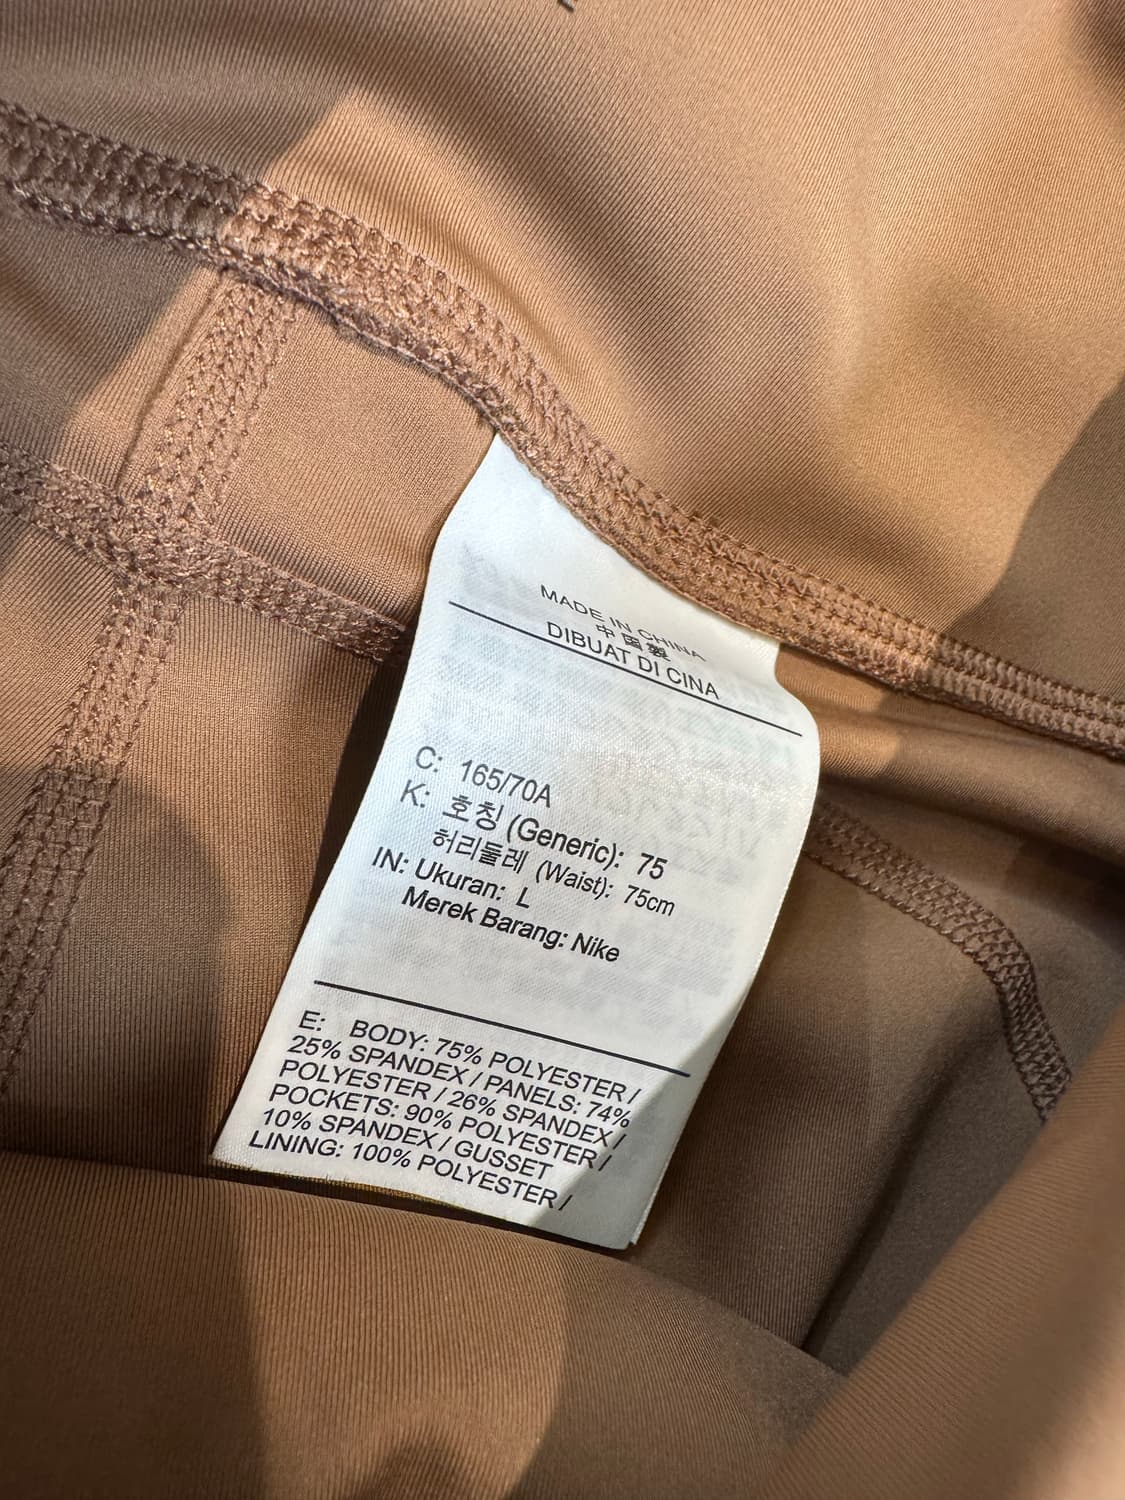 MADE IN CHINA
中国製
DIBUAT DI CINA
C: 165/70A
K: 호칭 (Generic): 75
허리둘레 (Waist): 75cm
IN: Ukuran: L
Merek Barang: Nike
E: BODY: 75% POLYESTER /
25% SPANDEX / PANELS: 74%
POLYESTER / 26% SPANDEX /
POCKETS: 90% POLYESTER /
10% SPANDEX / GUSSET
LINING: 100% POLYESTER /